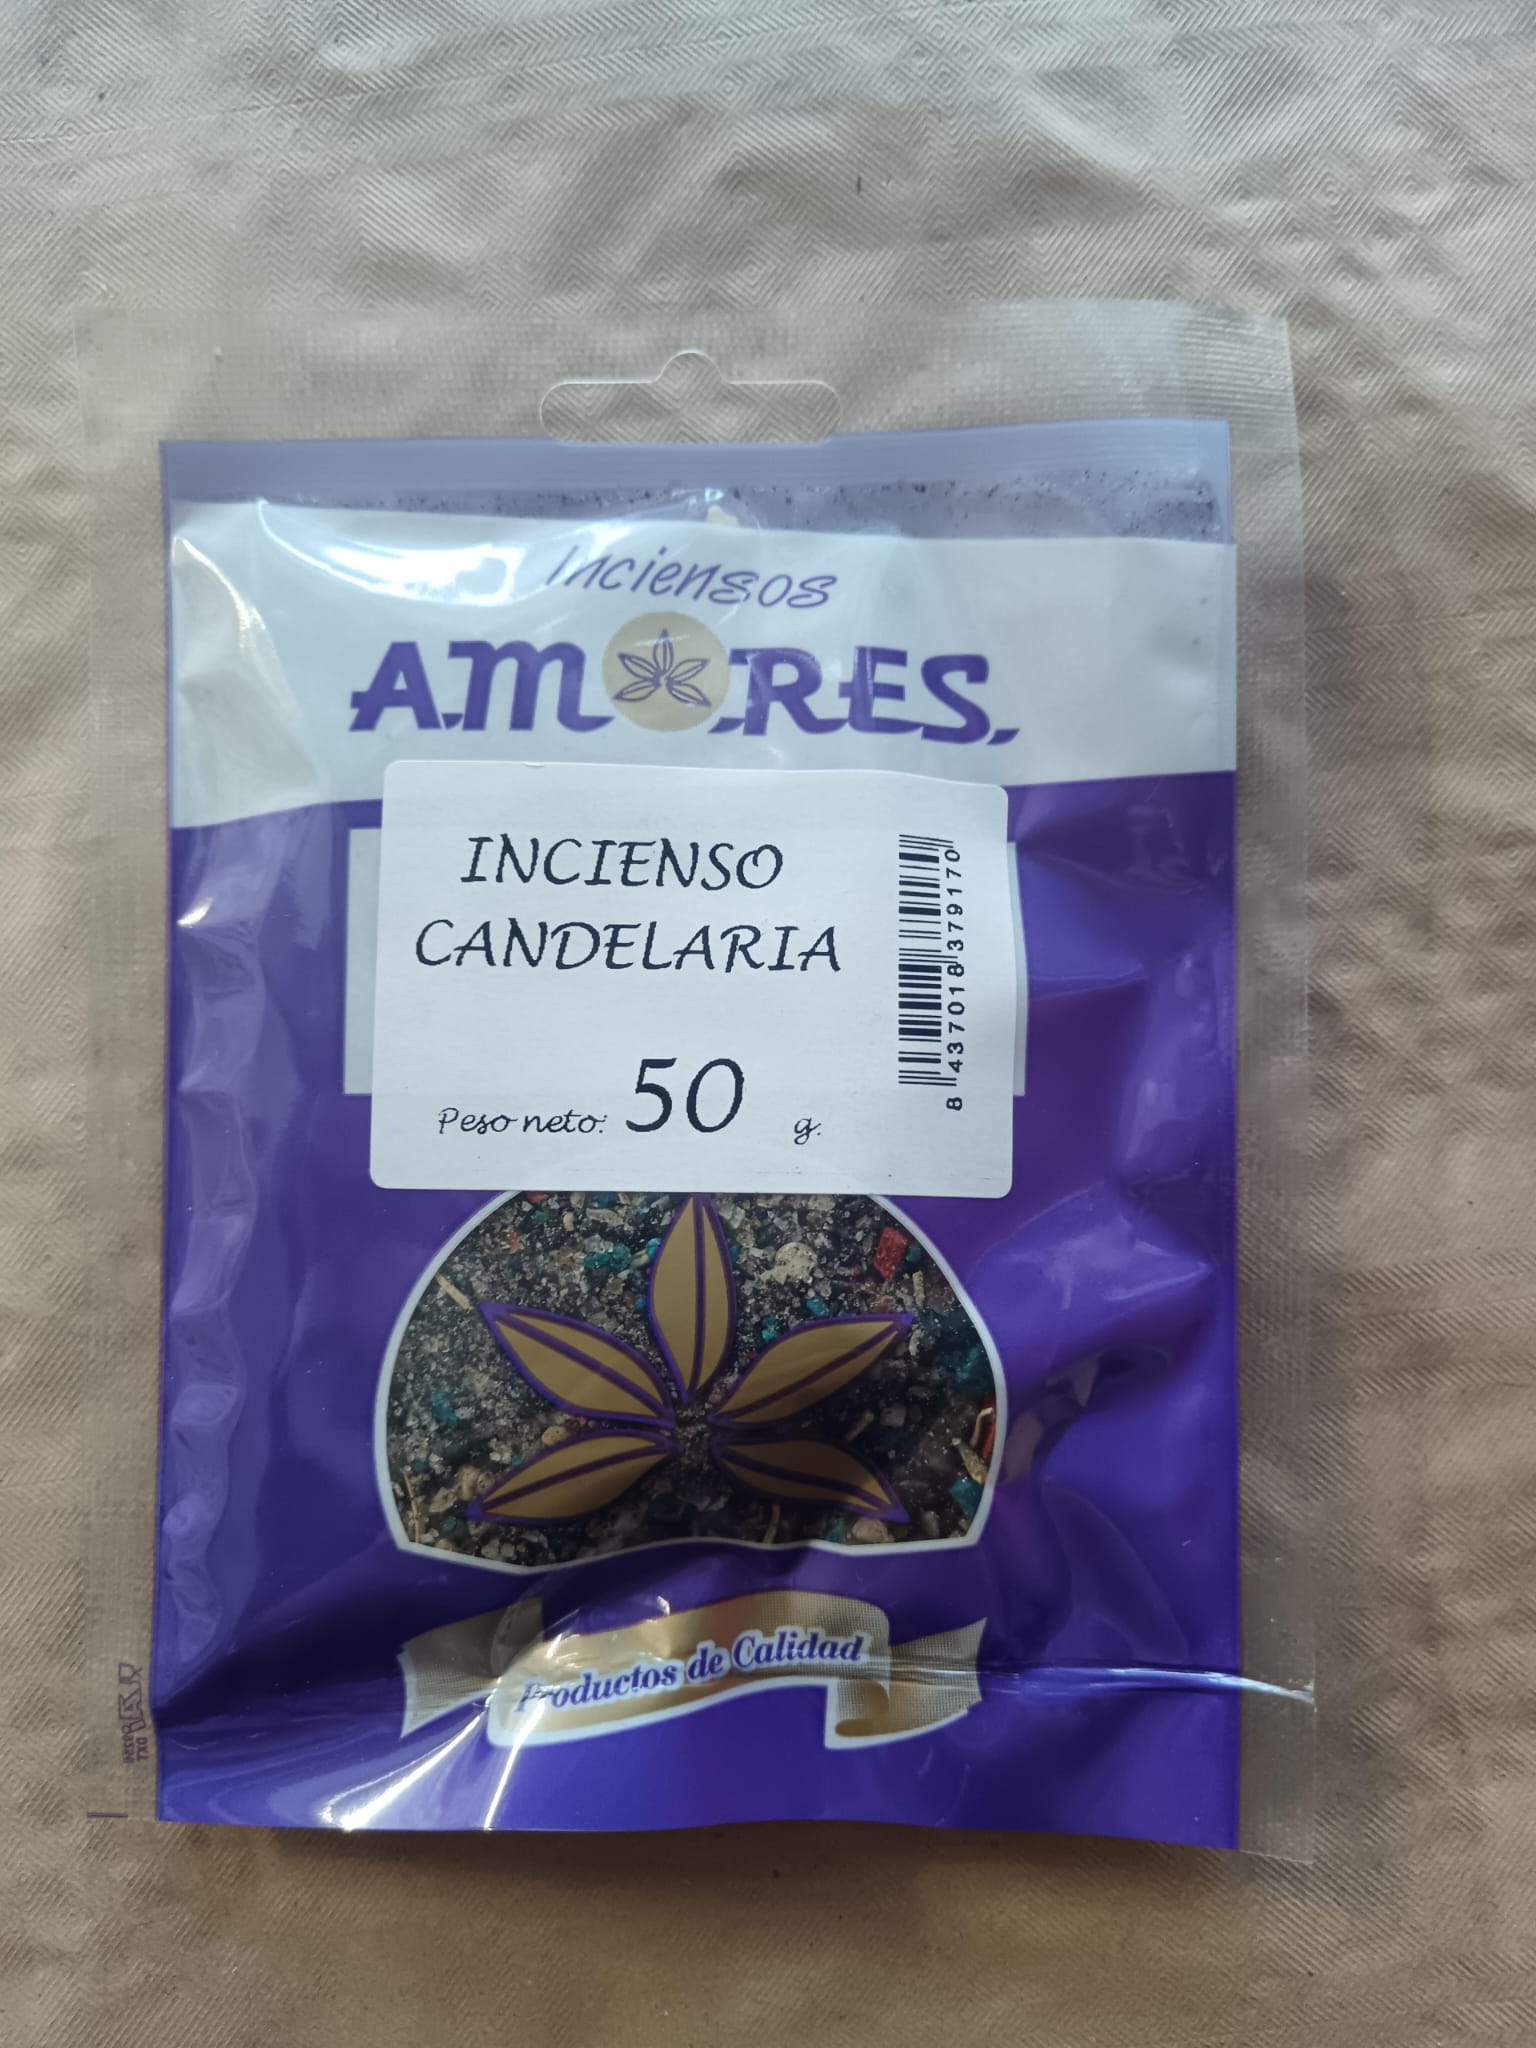 Inciensos
AMORES
INCIENSO
CANDELARIA
Peso neto: 50 g.
8 437018 379170
Productos de Calidad